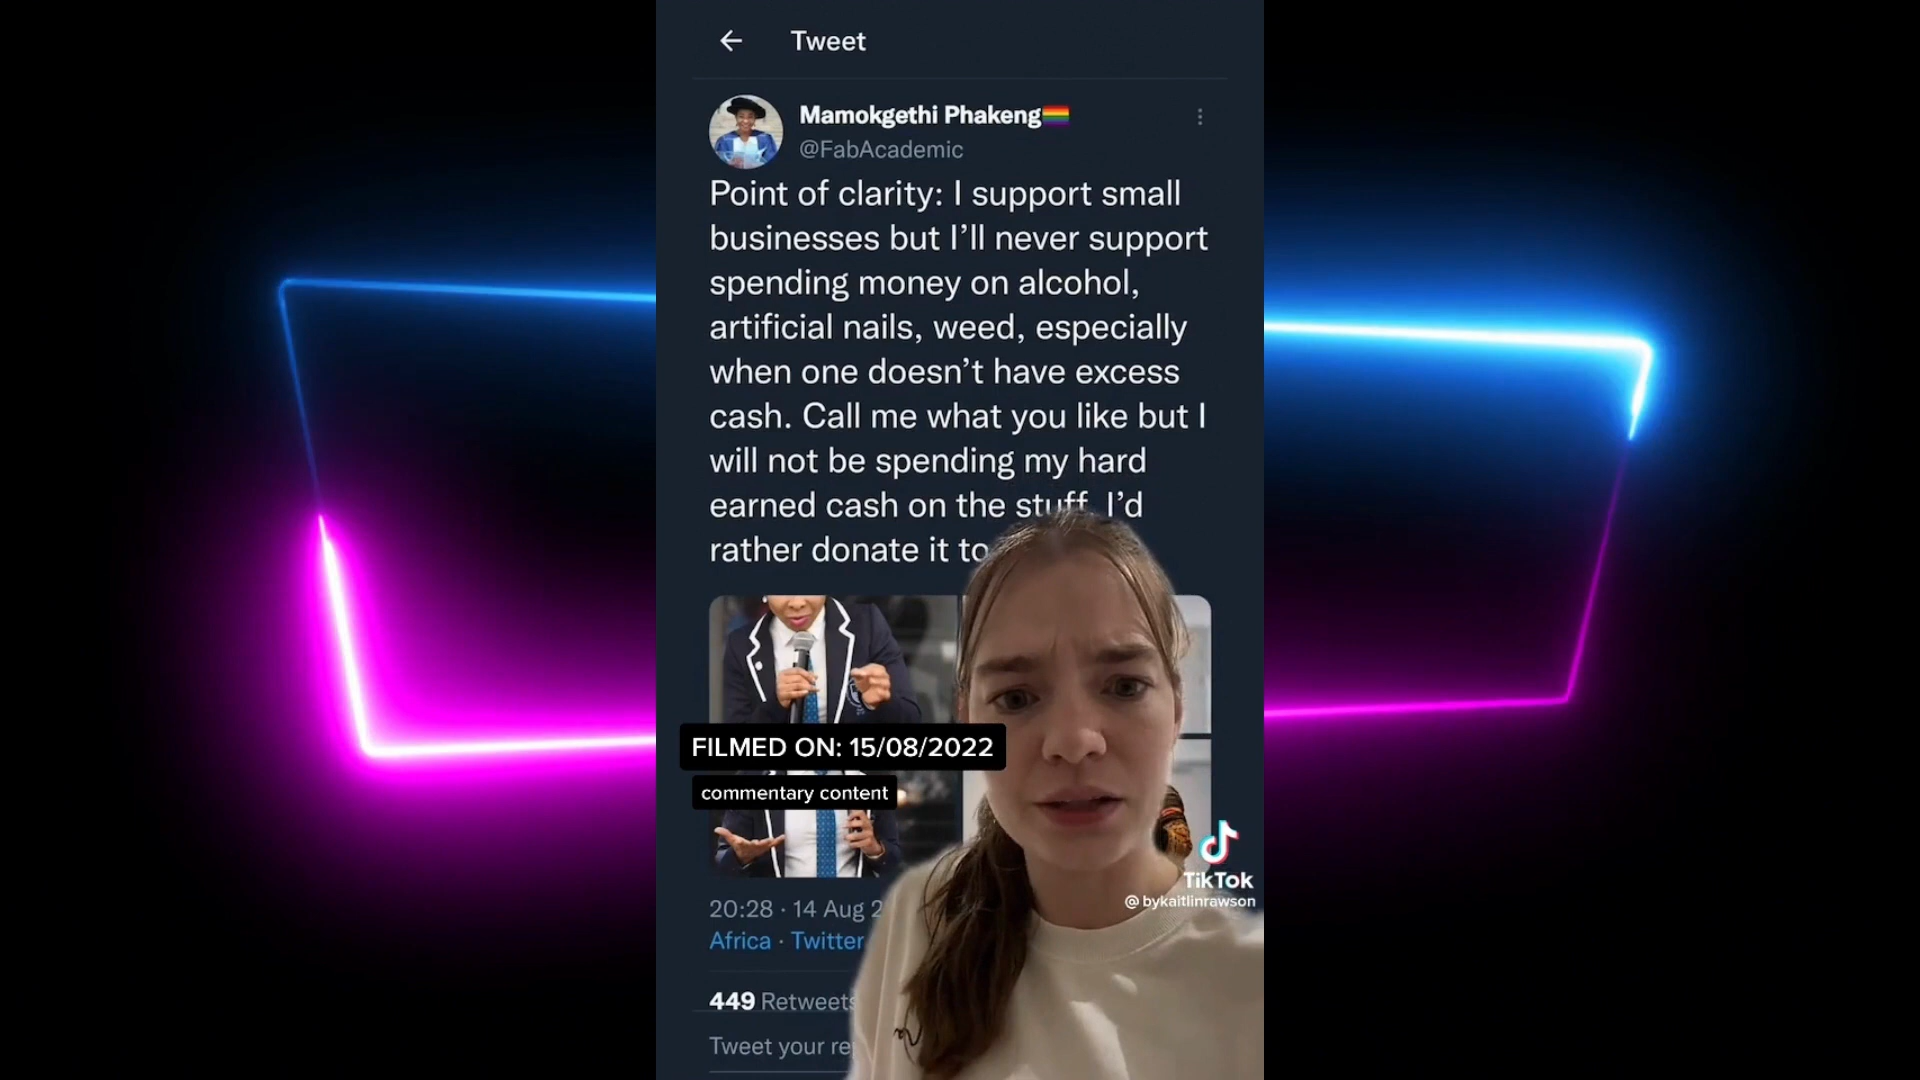 Tweet
Mamokgethi Phakeng
@FabAcademic
Point of clarity: I support small
businesses but I’ll never support
spending money on alcohol,
artificial nails, weed, especially
when one doesn’t have excess
cash. Call me what you like but I
will not be spending my hard
earned cash on the stuff. I’d
rather donate it to
FILMED ON: 15/08/2022
commentary content
TikTok
@bykaitlinrawson
20:28 · 14 Aug 2
Africa · Twitter
449 Retweets
Tweet your re